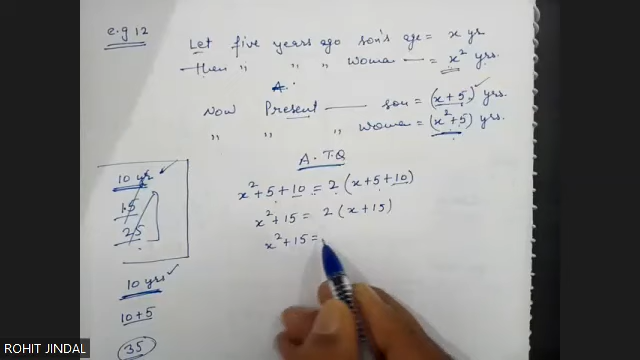 e.g 12
Let five years ago son's age = x yr
Then " " " Woman — = x² yrs.
Now Present — son = (x+5) yrs.
" " " Woman = (x²+5) yrs.
A.T.Q
x²+5+10 = 2(x+5+10)
x²+15 = 2(x+15)
x²+15=
10 yr
15
25
10 yrs
10+5
35
ROHIT JINDAL